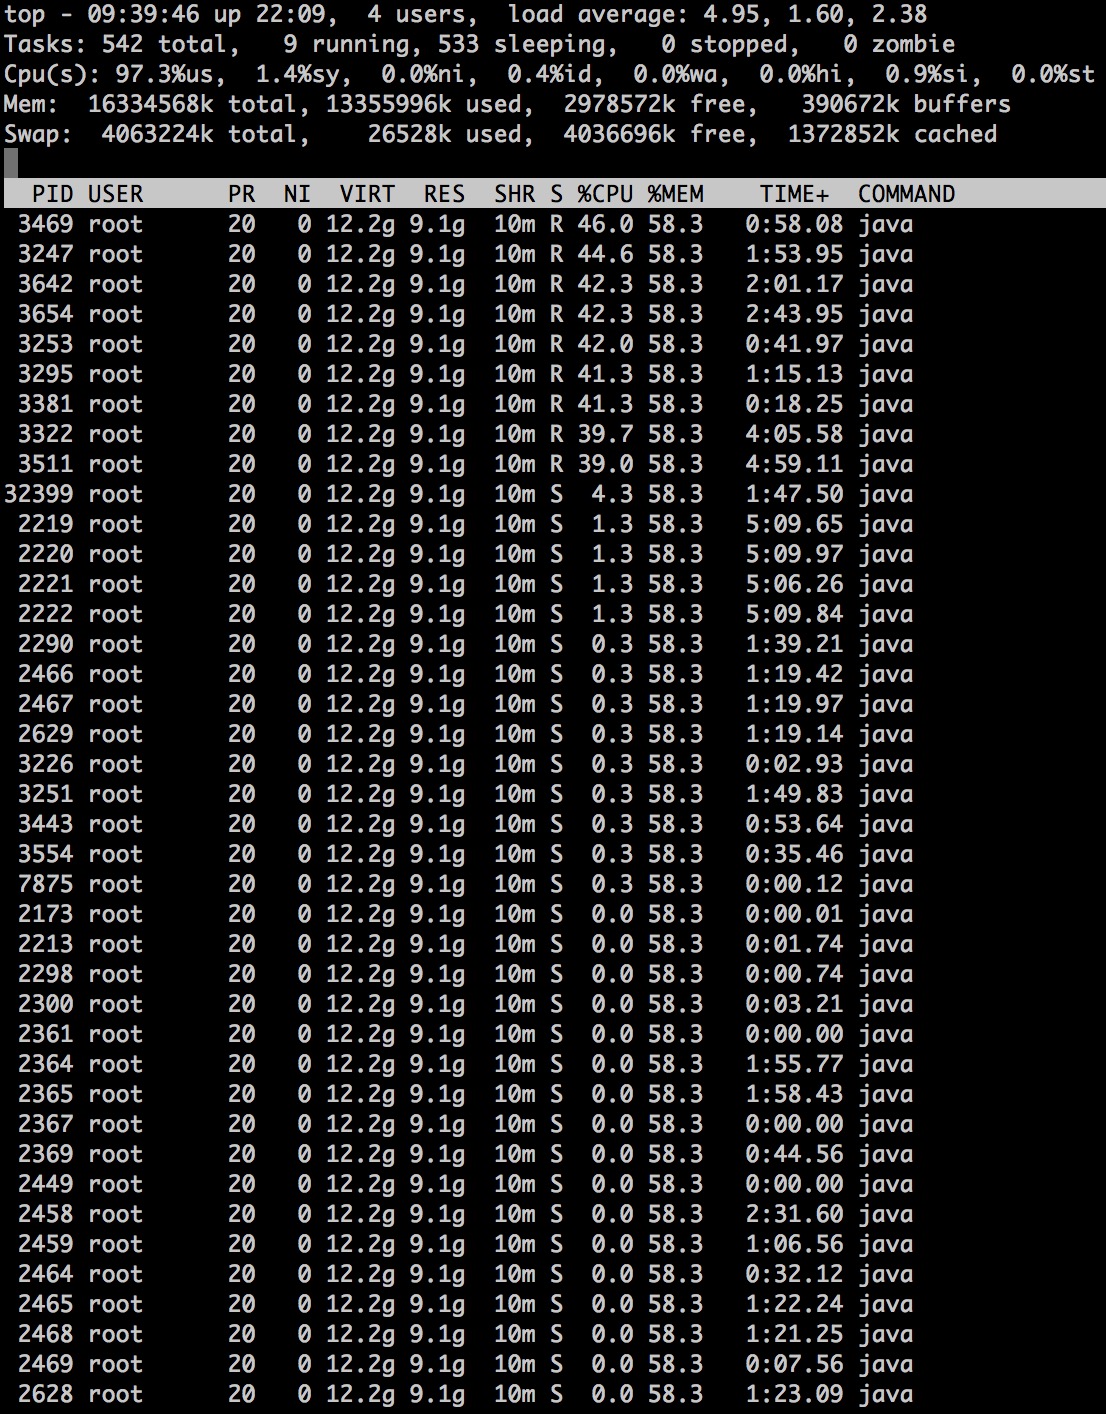 top - 09:39:46 up 22:09,  4 users,  load average: 4.95, 1.60, 2.38
Tasks: 542 total,   9 running, 533 sleeping,   0 stopped,   0 zombie
Cpu(s): 97.3%us,  1.4%sy,  0.0%ni,  0.4%id,  0.0%wa,  0.0%hi,  0.9%si,  0.0%st
Mem:  16334568k total, 13355996k used,  2978572k free,   390672k buffers
Swap:  4063224k total,    26528k used,  4036696k free,  1372852k cached
  PID USER      PR  NI  VIRT  RES  SHR S %CPU %MEM    TIME+  COMMAND
 3469 root      20   0 12.2g 9.1g  10m R 46.0 58.3   0:58.08 java
 3247 root      20   0 12.2g 9.1g  10m R 44.6 58.3   1:53.95 java
 3642 root      20   0 12.2g 9.1g  10m R 42.3 58.3   2:01.17 java
 3654 root      20   0 12.2g 9.1g  10m R 42.3 58.3   2:43.95 java
 3253 root      20   0 12.2g 9.1g  10m R 42.0 58.3   0:41.97 java
 3295 root      20   0 12.2g 9.1g  10m R 41.3 58.3   1:15.13 java
 3381 root      20   0 12.2g 9.1g  10m R 41.3 58.3   0:18.25 java
 3322 root      20   0 12.2g 9.1g  10m R 39.7 58.3   4:05.58 java
 3511 root      20   0 12.2g 9.1g  10m R 39.0 58.3   4:59.11 java
32399 root      20   0 12.2g 9.1g  10m S  4.3 58.3   1:47.50 java
 2219 root      20   0 12.2g 9.1g  10m S  1.3 58.3   5:09.65 java
 2220 root      20   0 12.2g 9.1g  10m S  1.3 58.3   5:09.97 java
 2221 root      20   0 12.2g 9.1g  10m S  1.3 58.3   5:06.26 java
 2222 root      20   0 12.2g 9.1g  10m S  1.3 58.3   5:09.84 java
 2290 root      20   0 12.2g 9.1g  10m S  0.3 58.3   1:39.21 java
 2466 root      20   0 12.2g 9.1g  10m S  0.3 58.3   1:19.42 java
 2467 root      20   0 12.2g 9.1g  10m S  0.3 58.3   1:19.97 java
 2629 root      20   0 12.2g 9.1g  10m S  0.3 58.3   1:19.14 java
 3226 root      20   0 12.2g 9.1g  10m S  0.3 58.3   0:02.93 java
 3251 root      20   0 12.2g 9.1g  10m S  0.3 58.3   1:49.83 java
 3443 root      20   0 12.2g 9.1g  10m S  0.3 58.3   0:53.64 java
 3554 root      20   0 12.2g 9.1g  10m S  0.3 58.3   0:35.46 java
 7875 root      20   0 12.2g 9.1g  10m S  0.3 58.3   0:00.12 java
 2173 root      20   0 12.2g 9.1g  10m S  0.0 58.3   0:00.01 java
 2213 root      20   0 12.2g 9.1g  10m S  0.0 58.3   0:01.74 java
 2298 root      20   0 12.2g 9.1g  10m S  0.0 58.3   0:00.74 java
 2300 root      20   0 12.2g 9.1g  10m S  0.0 58.3   0:03.21 java
 2361 root      20   0 12.2g 9.1g  10m S  0.0 58.3   0:00.00 java
 2364 root      20   0 12.2g 9.1g  10m S  0.0 58.3   1:55.77 java
 2365 root      20   0 12.2g 9.1g  10m S  0.0 58.3   1:58.43 java
 2367 root      20   0 12.2g 9.1g  10m S  0.0 58.3   0:00.00 java
 2369 root      20   0 12.2g 9.1g  10m S  0.0 58.3   0:44.56 java
 2449 root      20   0 12.2g 9.1g  10m S  0.0 58.3   0:00.00 java
 2458 root      20   0 12.2g 9.1g  10m S  0.0 58.3   2:31.60 java
 2459 root      20   0 12.2g 9.1g  10m S  0.0 58.3   1:06.56 java
 2464 root      20   0 12.2g 9.1g  10m S  0.0 58.3   0:32.12 java
 2465 root      20   0 12.2g 9.1g  10m S  0.0 58.3   1:22.24 java
 2468 root      20   0 12.2g 9.1g  10m S  0.0 58.3   1:21.25 java
 2469 root      20   0 12.2g 9.1g  10m S  0.0 58.3   0:07.56 java
 2628 root      20   0 12.2g 9.1g  10m S  0.0 58.3   1:23.09 java